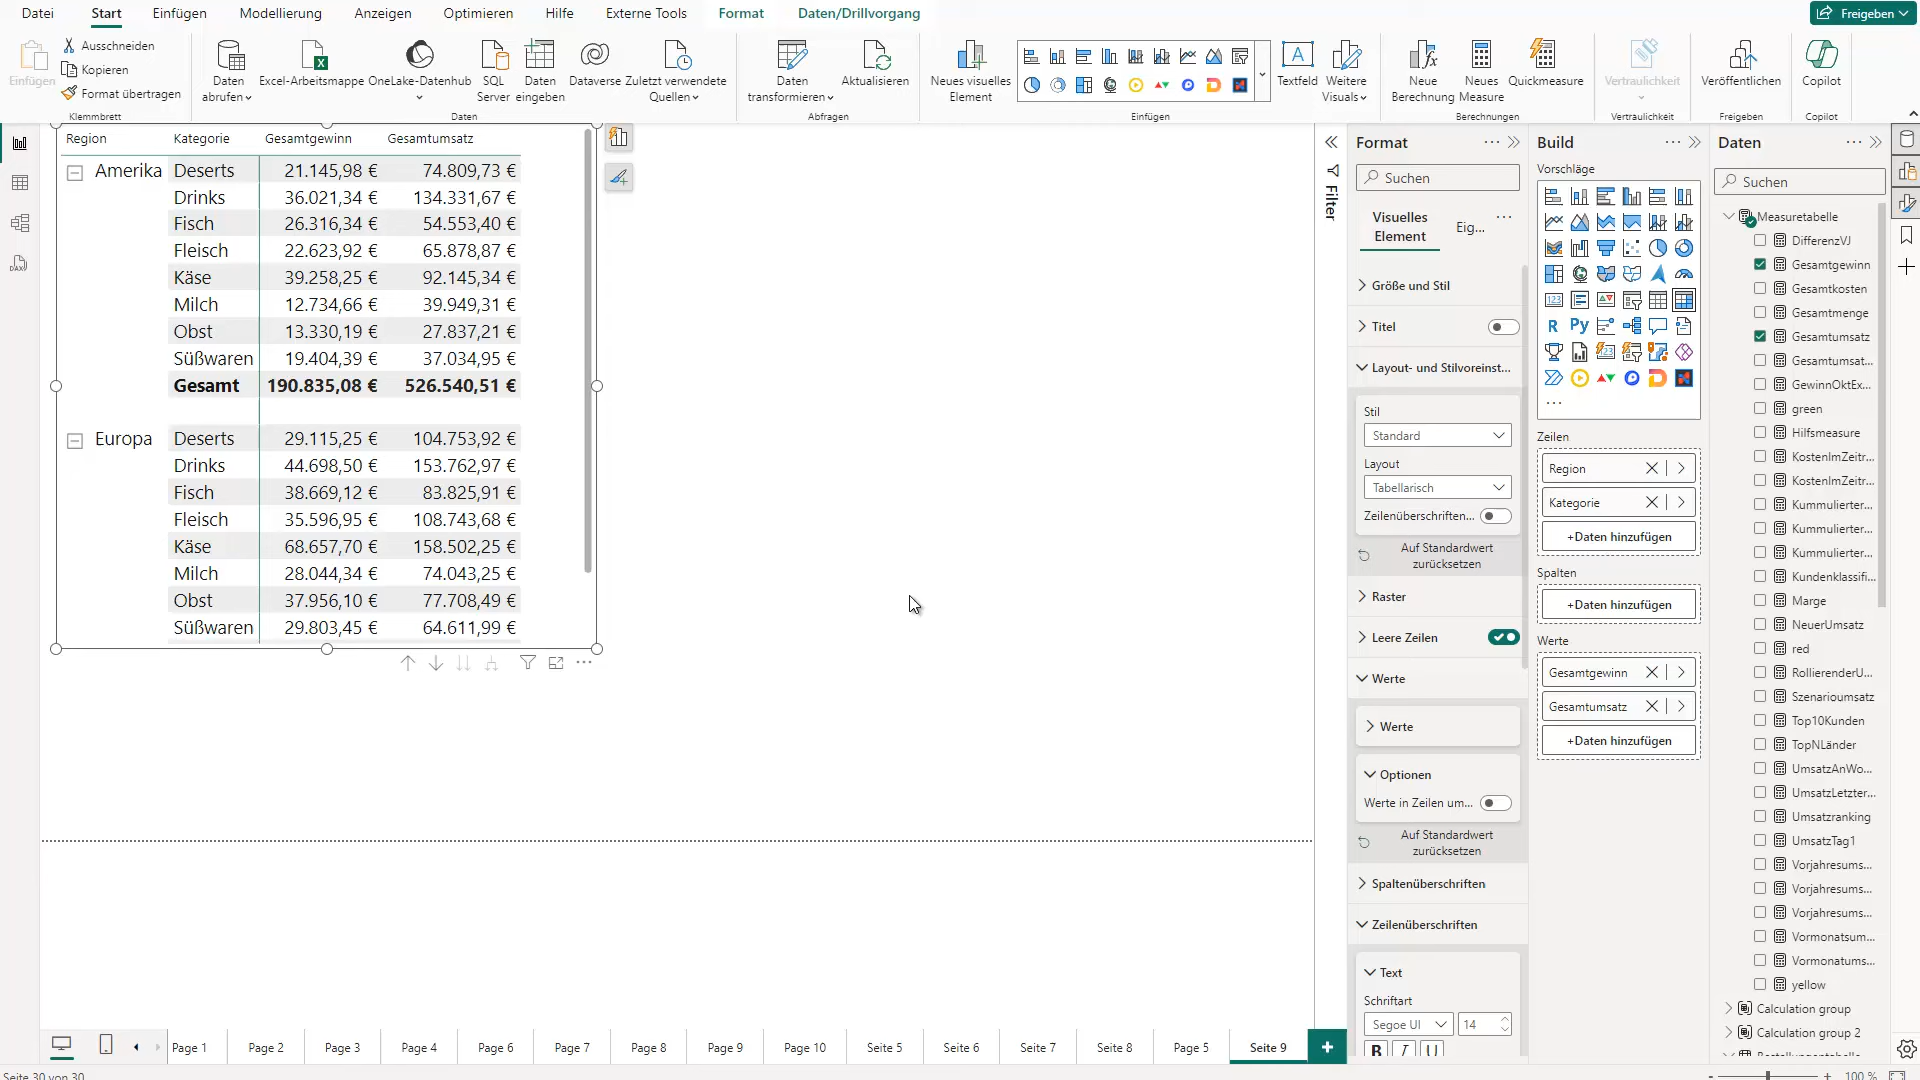 Datei Start Einfügen Modellierung Anzeigen Optimieren Hilfe Externe Tools Format Daten/Drillvorgang Freigeben
Einfügen
Ausschneiden
Kopieren
Format übertragen
Klemmbrett
Daten abrufen
Excel-Arbeitsmappe
OneLake-Datenhub
SQL Server
Daten eingeben
Dataverse
Zuletzt verwendete Quellen
Daten
Daten transformieren
Aktualisieren
Abfragen
Neues visuelles Element
Textfeld
Weitere Visuals
Einfügen
Neue Berechnung
Neues Measure
Quickmeasure
Berechnungen
Vertraulichkeit
Vertraulichkeit
Veröffentlichen
Freigeben
Copilot
Copilot
Region Kategorie Gesamtgewinn Gesamtumsatz
Amerika Deserts 21.145,98 € 74.809,73 €
Drinks 36.021,34 € 134.331,67 €
Fisch 26.316,34 € 54.553,40 €
Fleisch 22.623,92 € 65.878,87 €
Käse 39.258,25 € 92.145,34 €
Milch 12.734,66 € 39.949,31 €
Obst 13.330,19 € 27.837,21 €
Süßwaren 19.404,39 € 37.034,95 €
Gesamt 190.835,08 € 526.540,51 €
Europa Deserts 29.115,25 € 104.753,92 €
Drinks 44.698,50 € 153.762,97 €
Fisch 38.669,12 € 83.825,91 €
Fleisch 35.596,95 € 108.743,68 €
Käse 68.657,70 € 158.502,25 €
Milch 28.044,34 € 74.043,25 €
Obst 37.956,10 € 77.708,49 €
Süßwaren 29.803,45 € 64.611,99 €
Filter
Format
Suchen
Visuelles Element
Eig...
Größe und Stil
Titel
Layout- und Stilvoreinst...
Stil
Standard
Layout
Tabellarisch
Zeilenüberschriften...
Auf Standardwert
zurücksetzen
Raster
Leere Zeilen
Werte
Werte
Optionen
Werte in Zeilen um...
Auf Standardwert
zurücksetzen
Spaltenüberschriften
Zeilenüberschriften
Text
Schriftart
Segoe UI 14
B I U
Build
Vorschläge
123
R Py
...
Zeilen
Region
Kategorie
+Daten hinzufügen
Spalten
+Daten hinzufügen
Werte
Gesamtgewinn
Gesamtumsatz
+Daten hinzufügen
Daten
Suchen
Measuretabelle
DifferenzVJ
Gesamtgewinn
Gesamtkosten
Gesamtmenge
Gesamtumsatz
Gesamtumsat...
GewinnOktEx...
green
Hilfsmeasure
KostenImZeitr...
KostenImZeitr...
Kummulierter...
Kummulierter...
Kummulierter...
Kundenklassifi...
Marge
NeuerUmsatz
red
RollierenderU...
Szenarioumsatz
Top10Kunden
TopNLänder
UmsatzAnWo...
UmsatzLetzter...
Umsatzranking
UmsatzTag1
Vorjahresums...
Vorjahresums...
Vorjahresums...
Vormonatsum...
Vormonatums...
yellow
Calculation group
Calculation group 2
Page 1 Page 2 Page 3 Page 4 Page 6 Page 7 Page 8 Page 9 Page 10 Seite 5 Seite 6 Seite 7 Seite 8 Page 5 Seite 9 +
Seite 30 von 30
- + 100 %